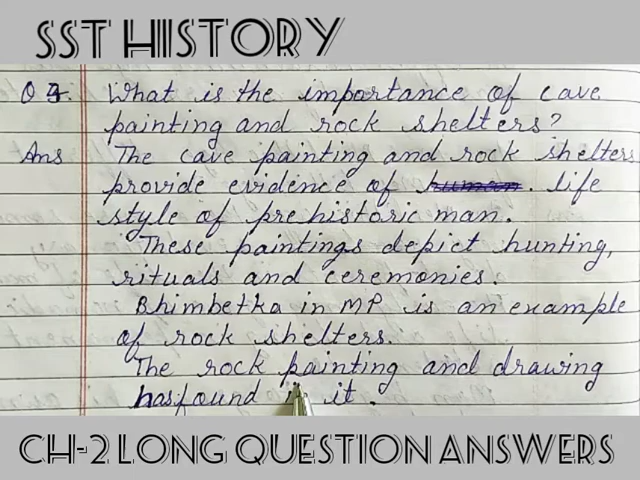 SST HISTORY
Q 4. What is the importance of cave
painting and rock shelters?
Ans The cave painting and rock shelters
provide evidence of human. life
style of prehistoric man.
These paintings depict hunting,
rituals and ceremonies.
Bhimbetka in MP is an example
of rock shelters.
The rock painting and drawing
has found it.
CH-2 LONG QUESTION ANSWERS